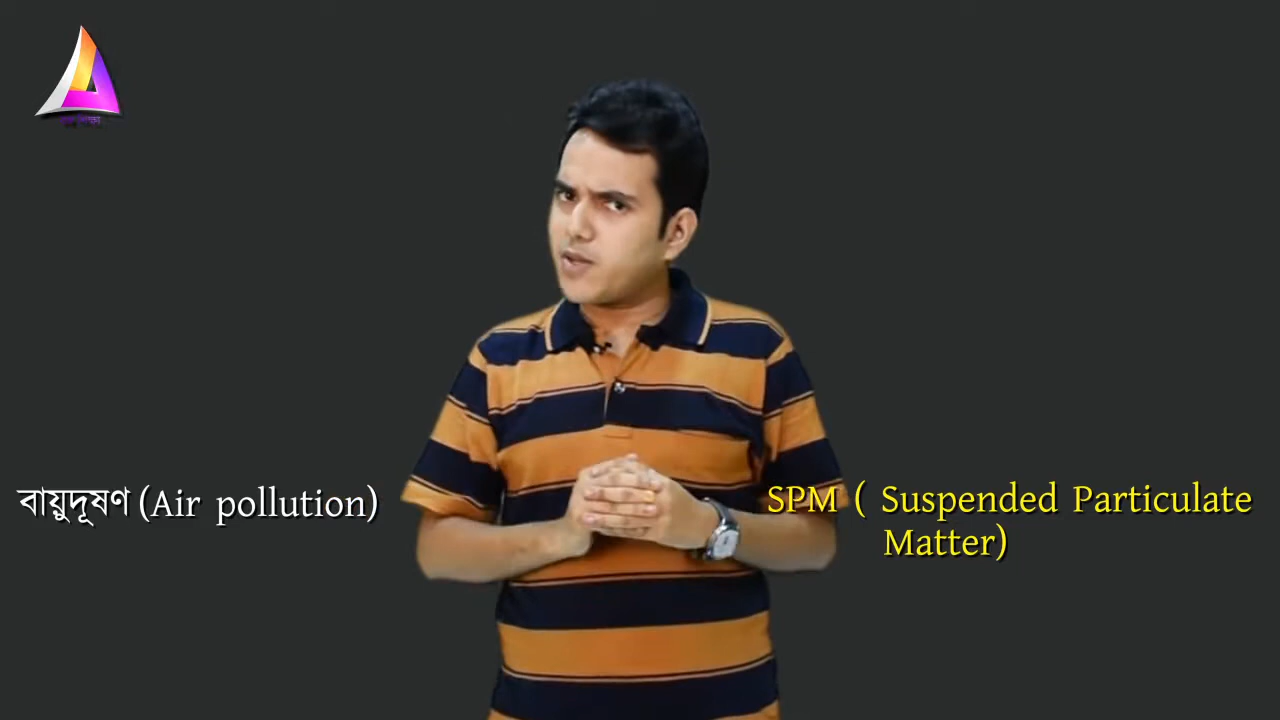 বায়ুদূষণ (Air pollution)
SPM ( Suspended Particulate
Matter)